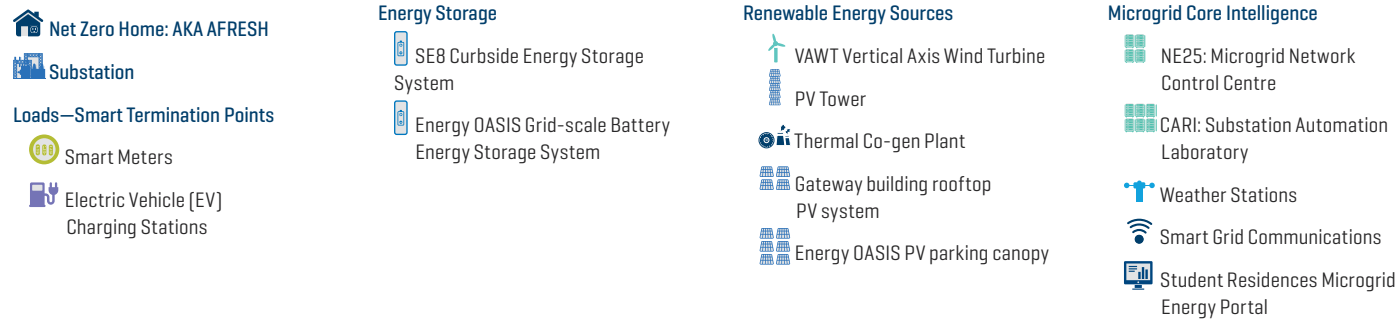 Net Zero Home: AKA AFRESH
Substation
Loads—Smart Termination Points
Smart Meters
Electric Vehicle (EV)
Charging Stations
Energy Storage
SE8 Curbside Energy Storage
System
Energy OASIS Grid-scale Battery
Energy Storage System
Renewable Energy Sources
VAWT Vertical Axis Wind Turbine
PV Tower
Thermal Co-gen Plant
Gateway building rooftop
PV system
Energy OASIS PV parking canopy
Microgrid Core Intelligence
NE25: Microgrid Network
Control Centre
CARI: Substation Automation
Laboratory
Weather Stations
Smart Grid Communications
Student Residences Microgrid
Energy Portal